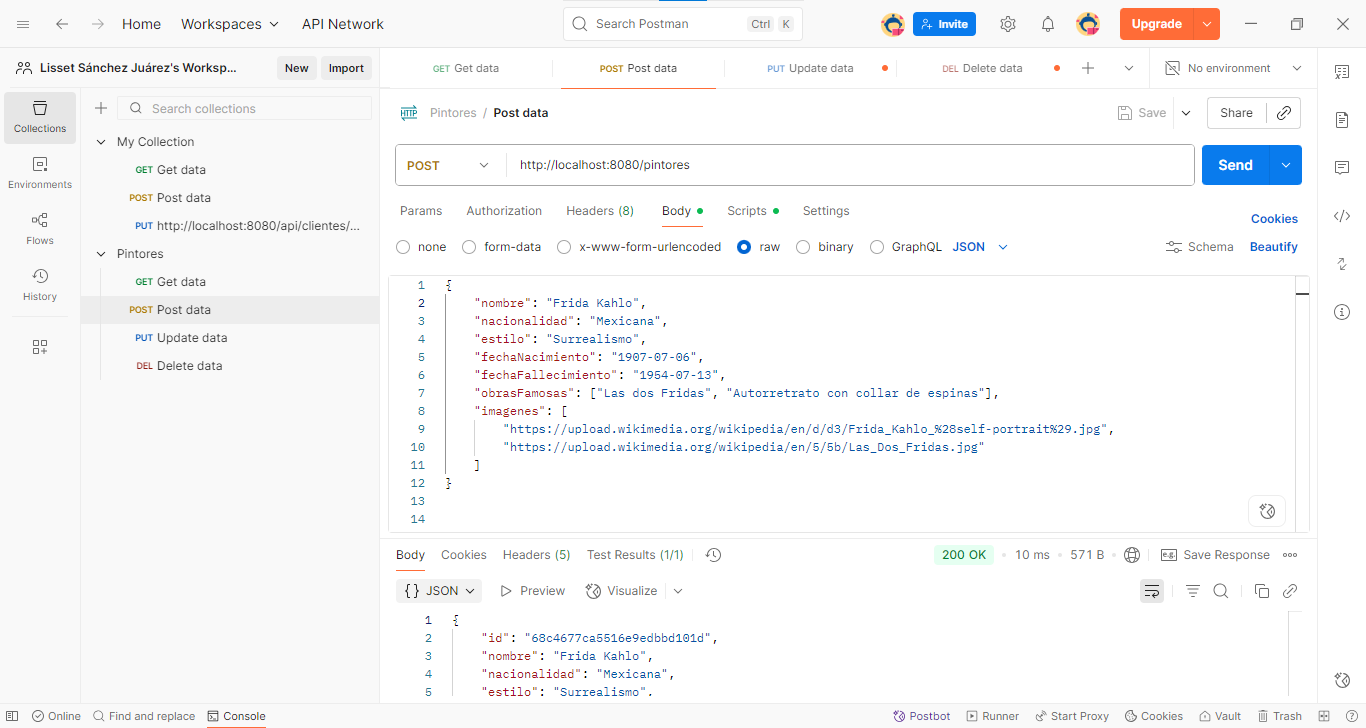 Home Workspaces API Network Search Postman Ctrl K Invite Upgrade
Lisset Sánchez Juárez's Worksp... New Import GET Get data POST Post data PUT Update data DEL Delete data No environment
Collections
Environments
Flows
History
Search collections
My Collection
GET Get data
POST Post data
PUT http://localhost:8080/api/clientes/...
Pintores
GET Get data
POST Post data
PUT Update data
DEL Delete data
HTTP Pintores / Post data Save Share
POST http://localhost:8080/pintores Send
Params Authorization Headers (8) Body Scripts Settings Cookies
none form-data x-www-form-urlencoded raw binary GraphQL JSON Schema Beautify
1 {
2 "nombre": "Frida Kahlo",
3 "nacionalidad": "Mexicana",
4 "estilo": "Surrealismo",
5 "fechaNacimiento": "1907-07-06",
6 "fechaFallecimiento": "1954-07-13",
7 "obrasFamosas": ["Las dos Fridas", "Autorretrato con collar de espinas"],
8 "imagenes": [
9 "https://upload.wikimedia.org/wikipedia/en/d/d3/Frida_Kahlo_%28self-portrait%29.jpg",
10 "https://upload.wikimedia.org/wikipedia/en/5/5b/Las_Dos_Fridas.jpg"
11 ]
12 }
13
14
Body Cookies Headers (5) Test Results (1/1) 200 OK 10 ms 571 B e.g. Save Response
{} JSON Preview Visualize
1 {
2 "id": "68c4677ca5516e9edbbd101d",
3 "nombre": "Frida Kahlo",
4 "nacionalidad": "Mexicana",
5 "estilo": "Surrealismo",
Online Find and replace Console Postbot Runner Start Proxy Cookies Vault Trash